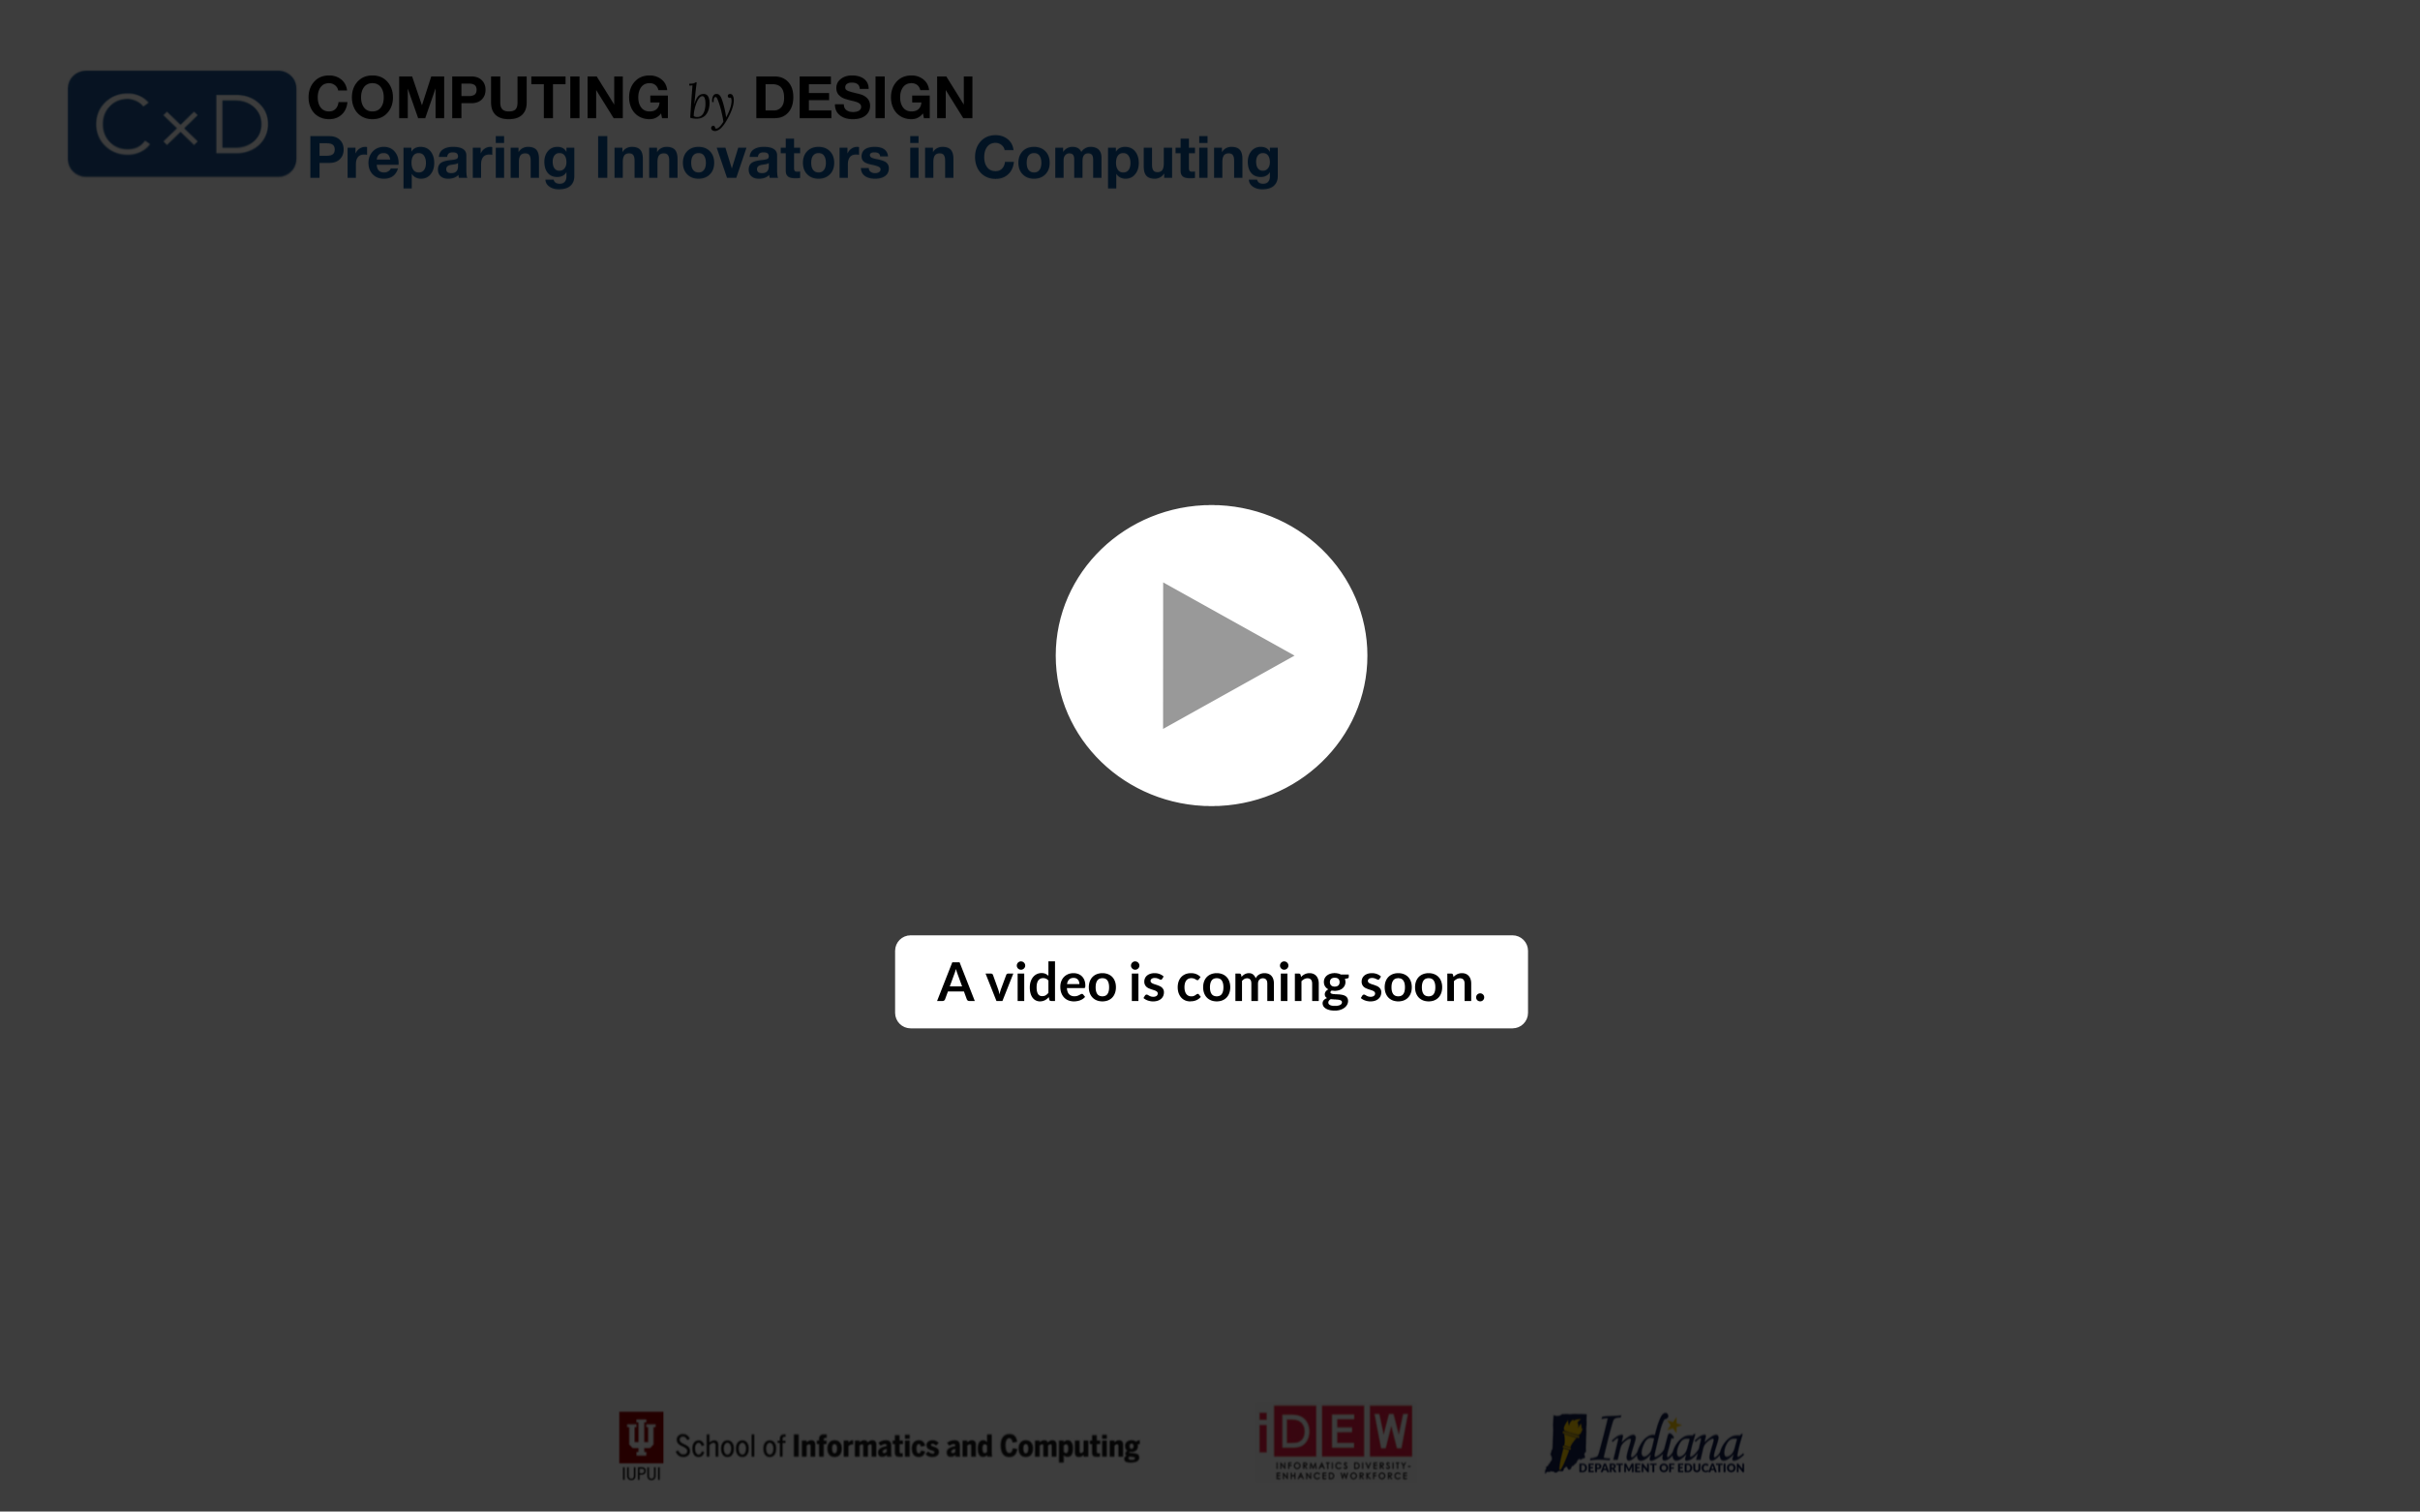 CxD
COMPUTING by DESIGN
Preparing Innovators in Computing
A video is coming soon.
IUPUI
School of Informatics and Computing
iDEW
INFORMATICS DIVERSITY-
ENHANCED WORKFORCE
Indiana
DEPARTMENT OF EDUCATION